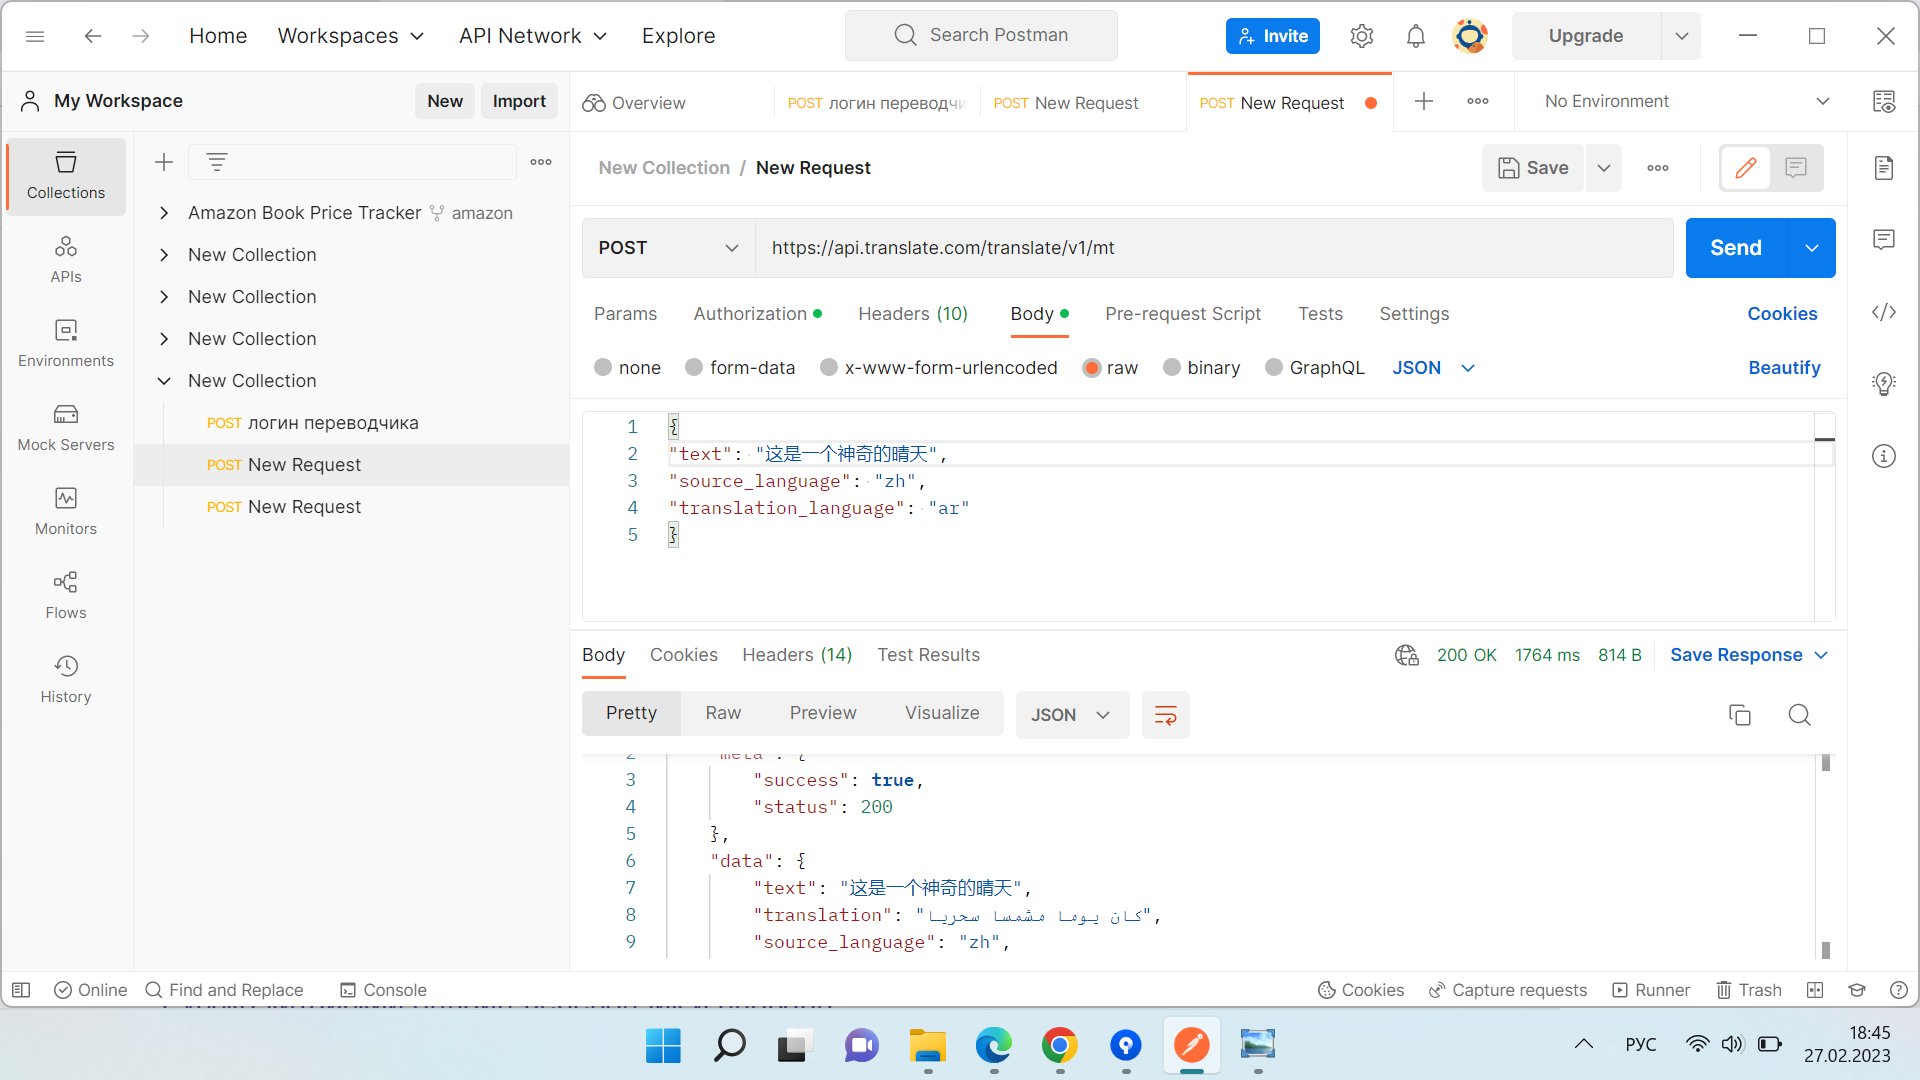 Home
Workspaces
API Network
Explore
Search Postman
Invite
Upgrade
My Workspace
New
Import
Overview
POST логин переводчи
POST New Request
POST New Request
No Environment
Collections
APIs
Environments
Mock Servers
Monitors
Flows
History
Amazon Book Price Tracker amazon
New Collection
New Collection
New Collection
New Collection
POST логин переводчика
POST New Request
POST New Request
New Collection / New Request
Save
POST
https://api.translate.com/translate/v1/mt
Send
Params
Authorization
Headers (10)
Body
Pre-request Script
Tests
Settings
Cookies
none
form-data
x-www-form-urlencoded
raw
binary
GraphQL
JSON
Beautify
1 {
2 "text": "这是一个神奇的晴天",
3 "source_language": "zh",
4 "translation_language": "ar"
5 }
Body
Cookies
Headers (14)
Test Results
200 OK
1764 ms
814 B
Save Response
Pretty
Raw
Preview
Visualize
JSON
2 "meta": {
3 "success": true,
4 "status": 200
5 },
6 "data": {
7 "text": "这是一个神奇的晴天",
8 "translation": "كان يوما مشمسا سحريا",
9 "source_language": "zh",
Online
Find and Replace
Console
Cookies
Capture requests
Runner
Trash
РУС
18:45
27.02.2023